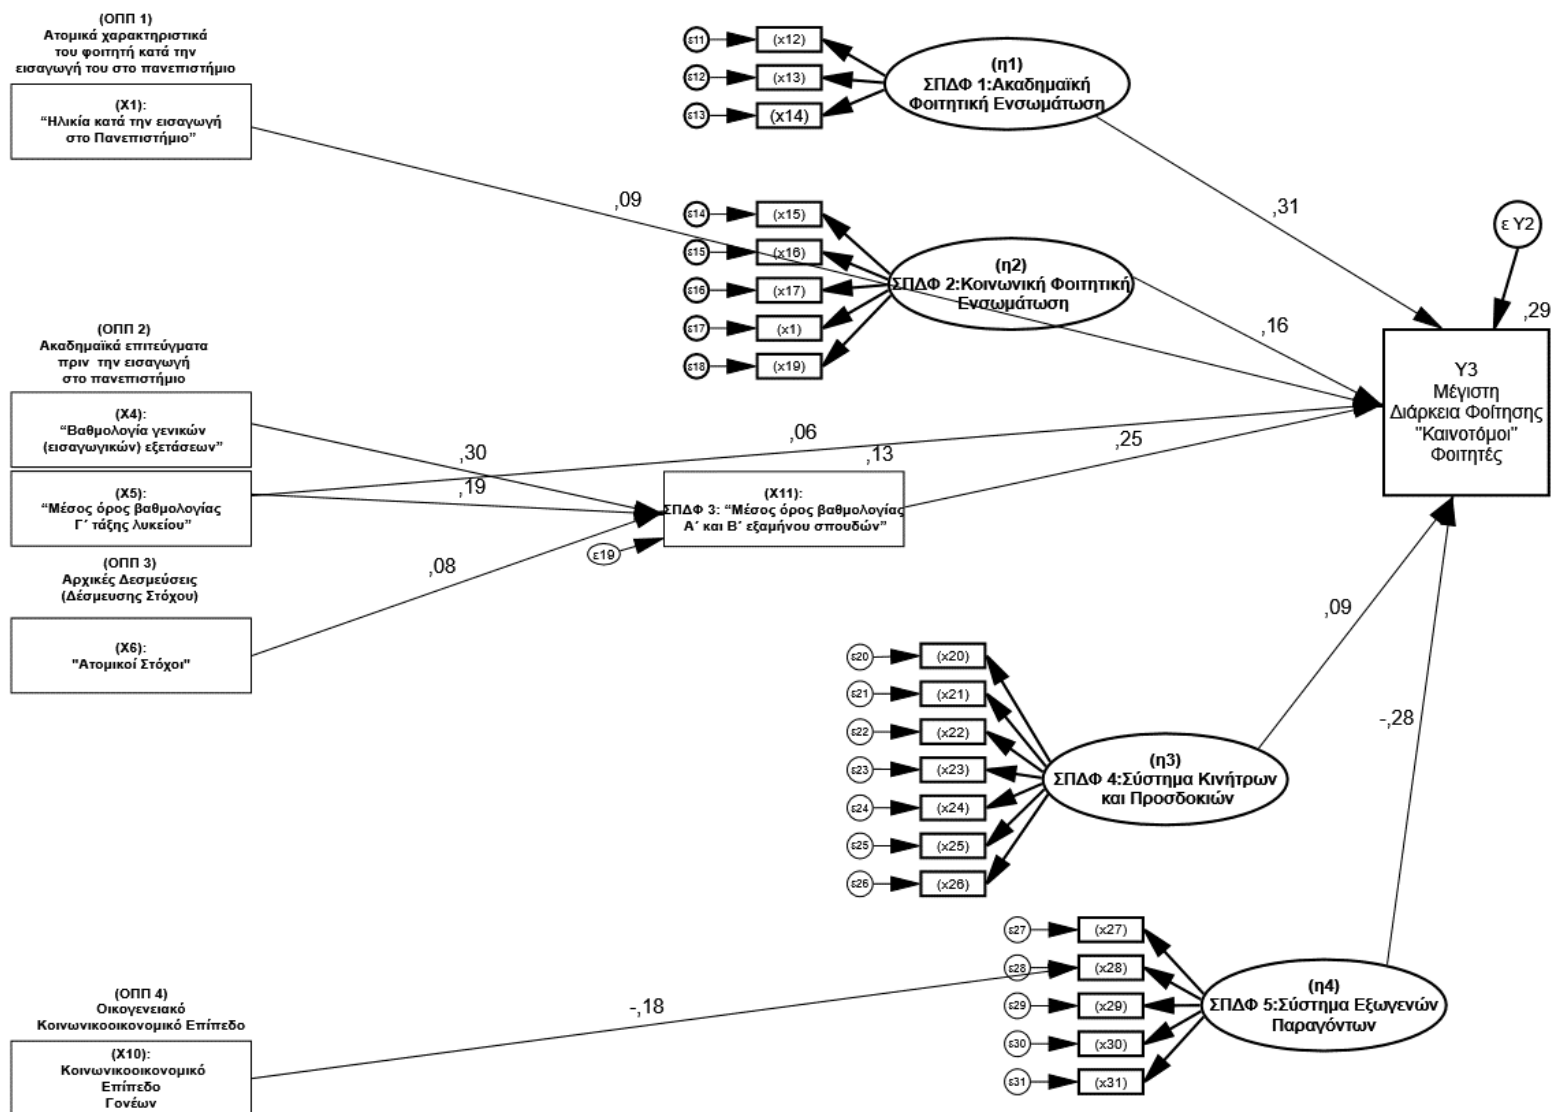 (ΟΠΠ 1)
Ατομικά χαρακτηριστικά
του φοιτητή κατά την
εισαγωγή του στο πανεπιστήμιο
(X1):
“Ηλικία κατά την εισαγωγή
στο Πανεπιστήμιο”
ε11
(x12)
ε12
(x13)
ε13
(x14)
(η1)
ΣΠΔΦ 1:Ακαδημαϊκή
Φοιτητική Ενσωμάτωση
,09
,31
ε14
(x15)
ε15
(x16)
ε16
(x17)
ε17
(x1)
ε18
(x19)
(η2)
ΣΠΔΦ 2:Κοινωνική Φοιτητική
Ενσωμάτωση
,16
ε Y2
,29
Y3
Μέγιστη
Διάρκεια Φοίτησης
"Καινοτόμοι"
Φοιτητές
(ΟΠΠ 2)
Ακαδημαϊκά επιτεύγματα
πριν την εισαγωγή
στο πανεπιστήμιο
(X4):
“Βαθμολογία γενικών
(εισαγωγικών) εξετάσεων”
(X5):
“Μέσος όρος βαθμολογίας
Γ΄ τάξης λυκείου”
,30
,19
,06
,13
,25
(X11):
ΣΠΔΦ 3: “Μέσος όρος βαθμολογίας
Α΄ και Β΄ εξαμήνου σπουδών”
ε19
(ΟΠΠ 3)
Αρχικές Δεσμεύσεις
(Δέσμευσης Στόχου)
,08
(X6):
"Ατομικοί Στόχοι"
ε20
(x20)
ε21
(x21)
ε22
(x22)
ε23
(x23)
ε24
(x24)
ε25
(x25)
ε26
(x26)
(η3)
ΣΠΔΦ 4:Σύστημα Κινήτρων
και Προσδοκιών
,09
-,28
ε27
(x27)
ε28
(x28)
ε29
(x29)
ε30
(x30)
ε31
(x31)
(η4)
ΣΠΔΦ 5:Σύστημα Εξωγενών
Παραγόντων
(ΟΠΠ 4)
Οικογενειακό
Κοινωνικοοικονομικό Επίπεδο
-,18
(X10):
Κοινωνικοοικονομικό
Επίπεδο
Γονέων